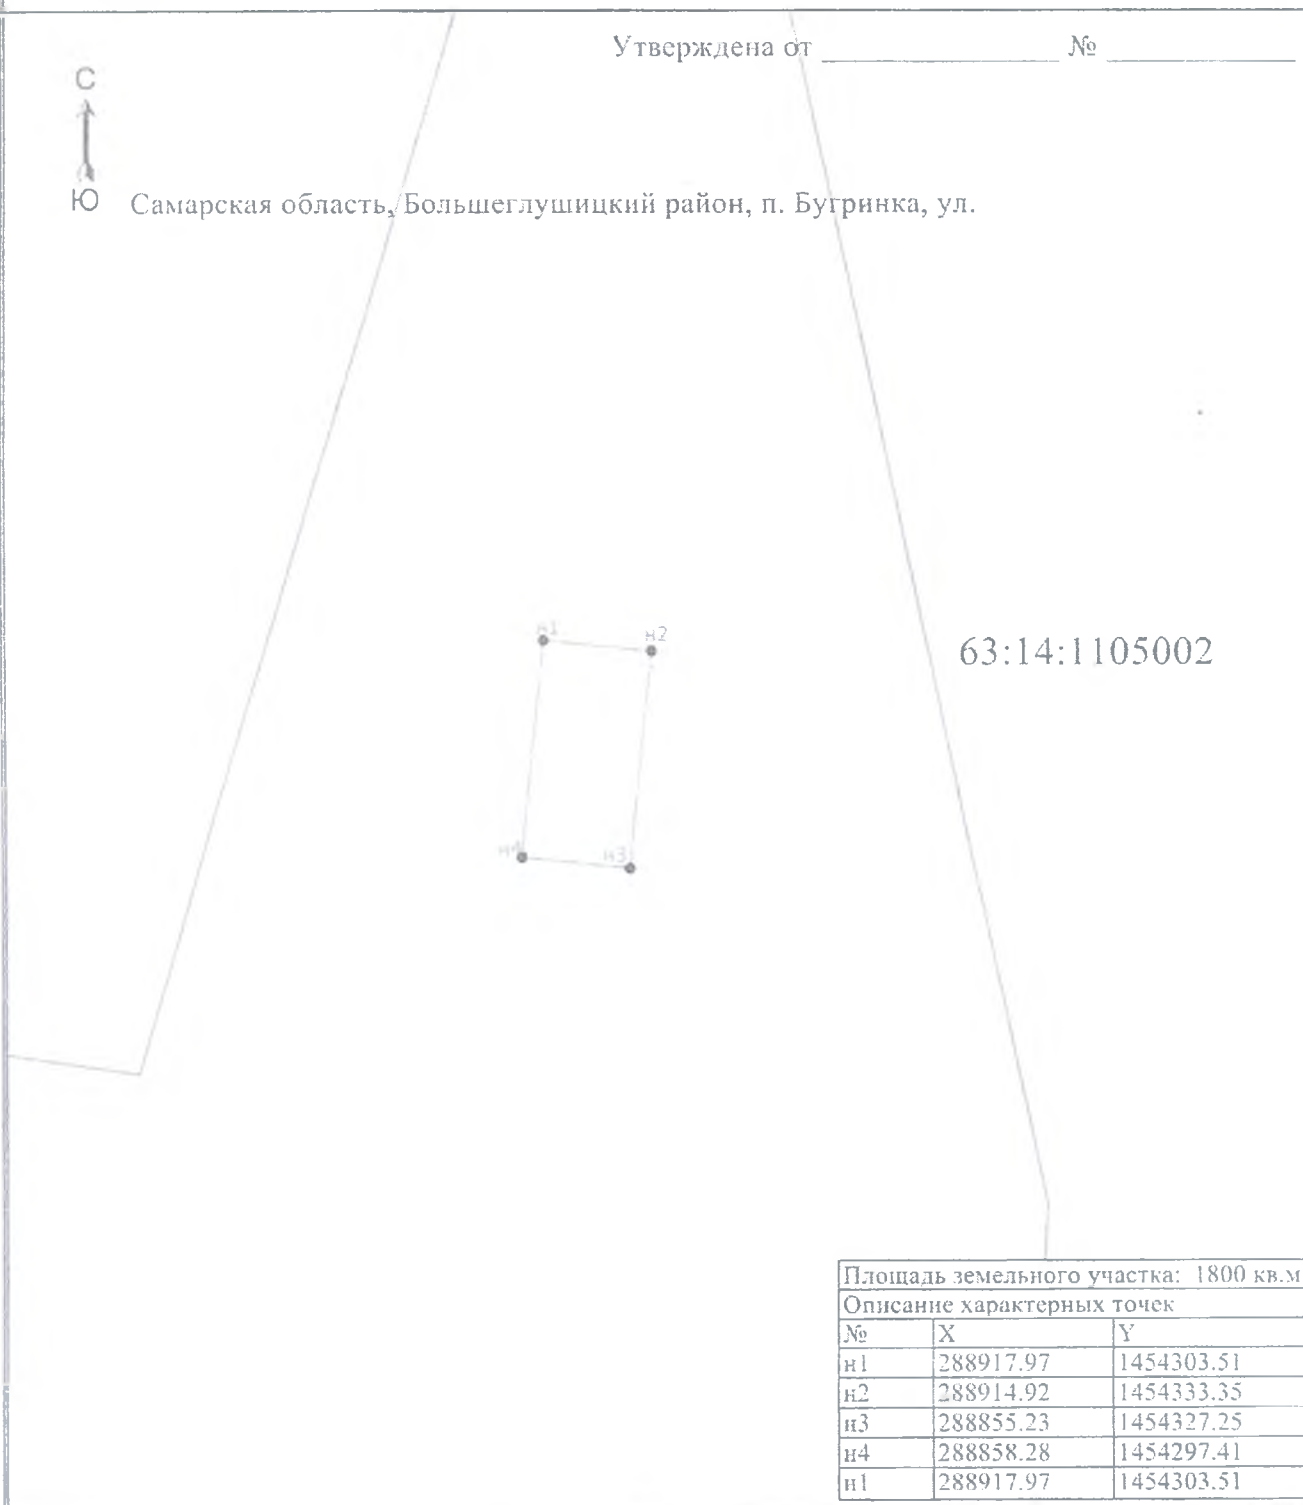 Утверждена от ____________ № ____________
С
Ю
Самарская область, Большеглушицкий район, п. Бугринка, ул.
н1
н2
63:14:1105002
н4
н3
Площадь земельного участка: 1800 кв.м
Описание характерных точек
№ X Y
н1 288917.97 1454303.51
н2 288914.92 1454333.35
н3 288855.23 1454327.25
н4 288858.28 1454297.41
н1 288917.97 1454303.51